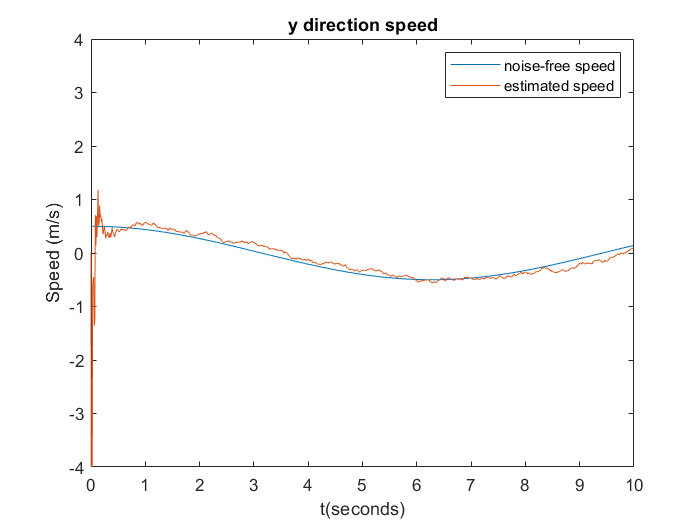 y direction speed
noise-free speed
estimated speed
4
3
2
1
0
-1
-2
-3
-4
Speed (m/s)
0 1 2 3 4 5 6 7 8 9 10
t(seconds)